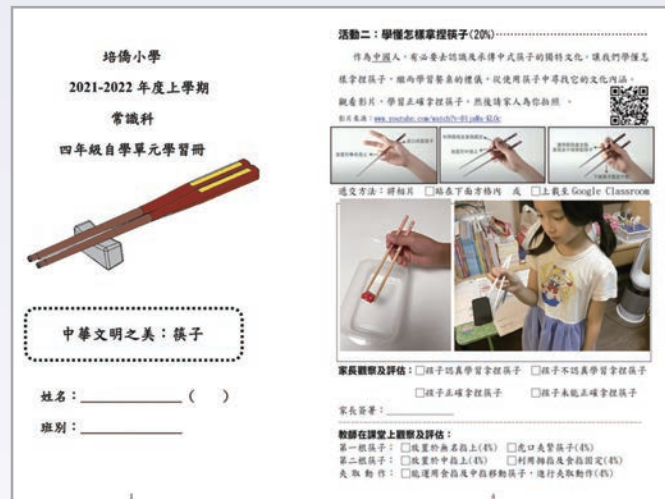 培僑小學
2021-2022 年度上學期
常識科
四年級自學單元學習冊
中華文明之美：筷子
姓名：＿＿＿＿＿＿（　　）
班別：＿＿＿＿＿＿
3
活動二：學懂怎樣拿捏筷子(20%)
作為中國人，有必要去認識及承傳中式筷子的獨特文化，讓我們學懂怎
樣拿捏筷子，繼而學習餐桌的禮儀，從使用筷子中尋找它的文化內涵。
觀看影片，學習正確拿捏筷子，然後請家人為你拍照。
影片來源：
遞交方法：將相片 □貼在下面方格內 或 □上載至 Google Classroom
家長觀察及評估：□孩子認真學習拿捏筷子 □孩子不認真學習拿捏筷子
□孩子正確拿捏筷子 □孩子未能正確拿捏筷子
家長簽署：＿＿＿＿＿＿
教師在課堂上觀察及評估：
第一根筷子：□放置於無名指上(4%) □虎口夾緊筷子(4%)
第二根筷子：□放置於中指上(4%) □利用拇指及食指固定(4%)
夾取動作：□能運用食指及中指移動筷子，進行夾取動作(4%)
4